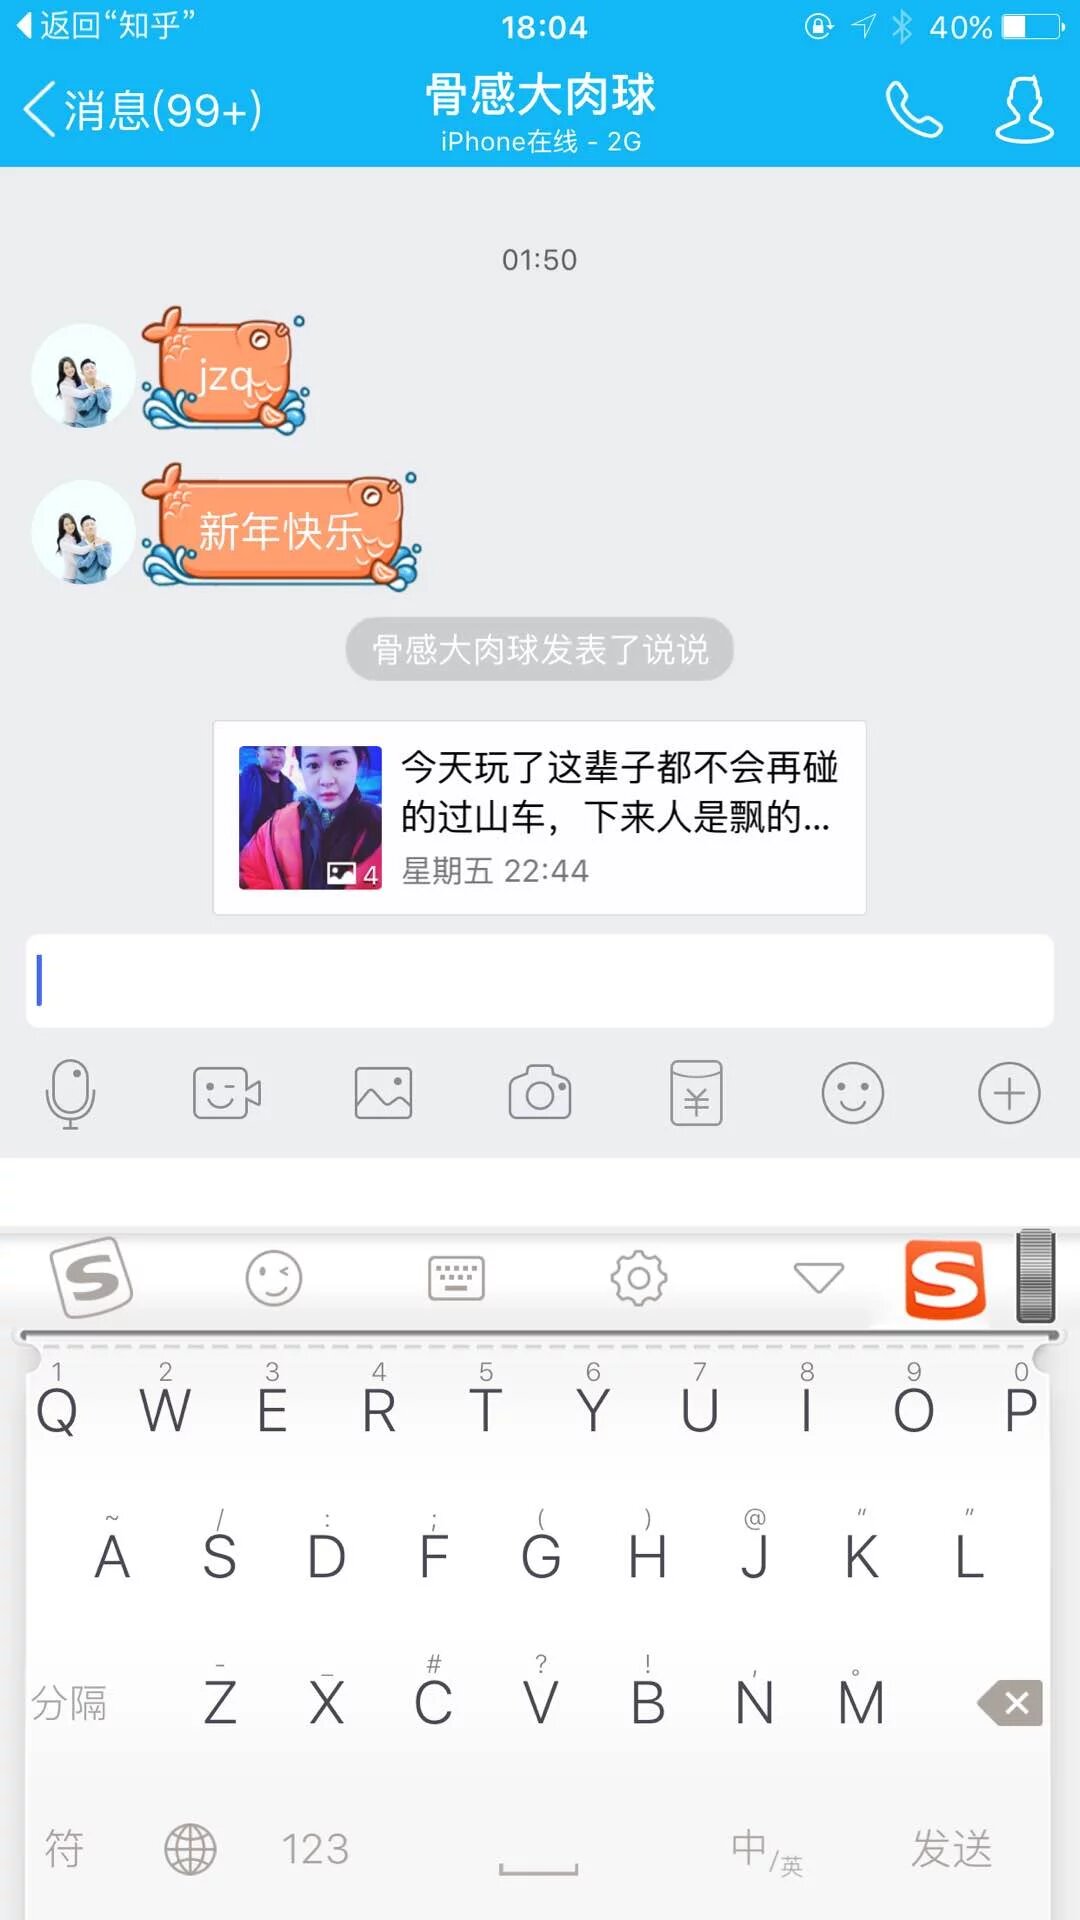 返回“知乎”
18:04
40%
消息(99+)
骨感大肉球
iPhone在线 - 2G
01:50
jzq
新年快乐
骨感大肉球发表了说说
今天玩了这辈子都不会再碰
的过山车，下来人是飘的...
4
星期五 22:44
S
S
1 2 3 4 5 6 7 8 9 0
Q W E R T Y U I O P
~ / : ; ( ) @ “ ”
A S D F G H J K L
- _ # ? ! , 。
分隔 Z X C V B N M
符 123 中/英 发送